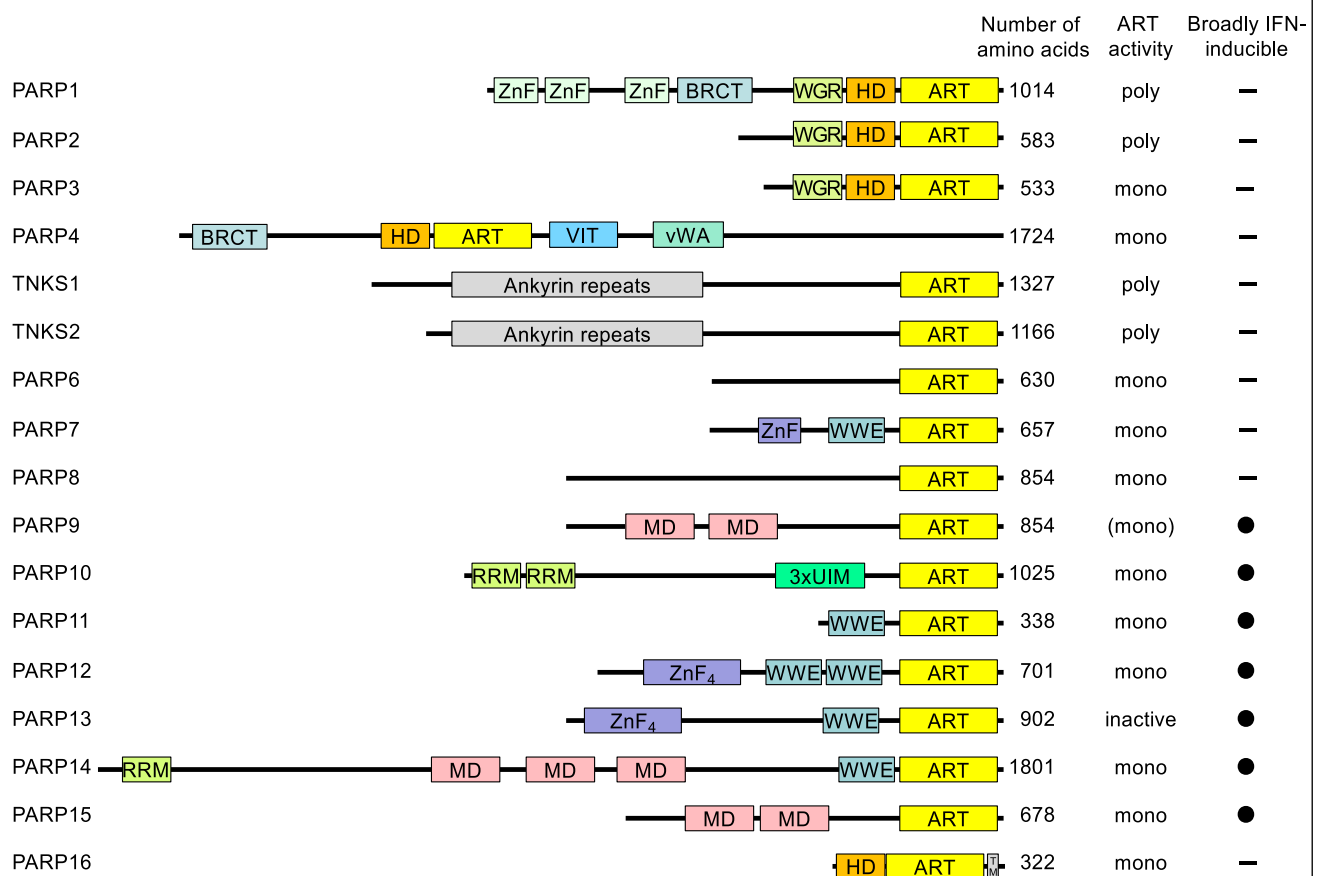 Number of amino acids ART activity Broadly IFN-inducible
PARP1 ZnF ZnF ZnF BRCT WGR HD ART 1014 poly –
PARP2 WGR HD ART 583 poly –
PARP3 WGR HD ART 533 mono –
PARP4 BRCT HD ART VIT vWA 1724 mono –
TNKS1 Ankyrin repeats ART 1327 poly –
TNKS2 Ankyrin repeats ART 1166 poly –
PARP6 ART 630 mono –
PARP7 ZnF WWE ART 657 mono –
PARP8 ART 854 mono –
PARP9 MD MD ART 854 (mono) ●
PARP10 RRM RRM 3xUIM ART 1025 mono ●
PARP11 WWE ART 338 mono ●
PARP12 ZnF₄ WWE WWE ART 701 mono ●
PARP13 ZnF₄ WWE ART 902 inactive ●
PARP14 RRM MD MD MD WWE ART 1801 mono ●
PARP15 MD MD ART 678 mono ●
PARP16 HD ART TM 322 mono –